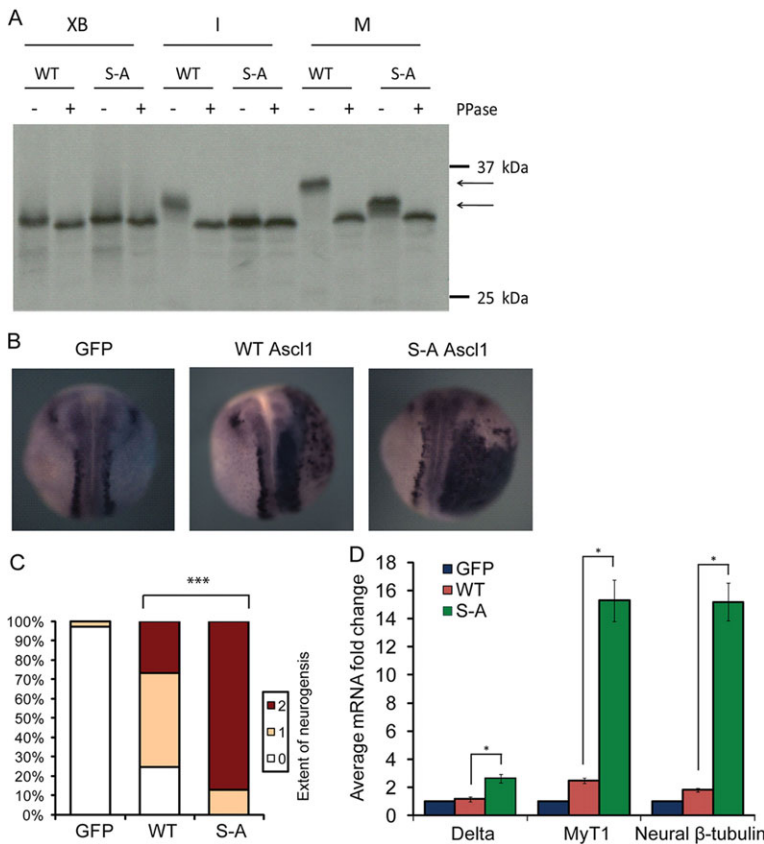 A
XB I M
WT S-A WT S-A WT S-A
- + - + - + - + - + - + PPase
37 kDa
25 kDa
B
GFP WT Ascl1 S-A Ascl1
C
***
100%
90%
80%
70%
60%
50%
40%
30%
20%
10%
0%
GFP WT S-A
2
1
0
Extent of neurogensis
D
Average mRNA fold change
18
16
14
12
10
8
6
4
2
0
GFP
WT
S-A
* * *
Delta MyT1 Neural β-tubulin